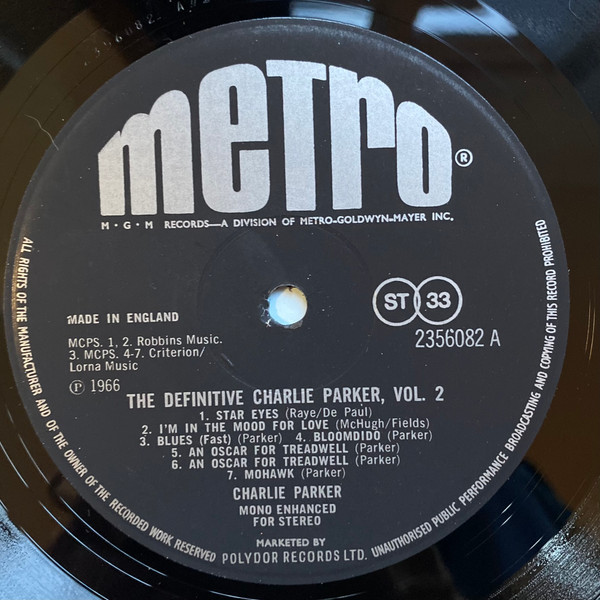 metro®
M·G·M RECORDS—A DIVISION OF METRO-GOLDWYN-MAYER INC.
ST 33
MADE IN ENGLAND
2356082 A
MCPS. 1, 2. Robbins Music.
3. MCPS. 4-7. Criterion/
Lorna Music
℗ 1966
THE DEFINITIVE CHARLIE PARKER, VOL. 2
1. STAR EYES (Raye/De Paul)
2. I'M IN THE MOOD FOR LOVE (McHugh/Fields)
3. BLUES (Fast) (Parker) 4. BLOOMDIDO (Parker)
5. AN OSCAR FOR TREADWELL (Parker)
6. AN OSCAR FOR TREADWELL (Parker)
7. MOHAWK (Parker)
CHARLIE PARKER
MONO ENHANCED
FOR STEREO
MARKETED BY
POLYDOR RECORDS LTD.
ALL RIGHTS OF THE MANUFACTURER AND OF THE OWNER OF THE RECORDED WORK RESERVED
UNAUTHORISED PUBLIC PERFORMANCE BROADCASTING AND COPYING OF THIS RECORD PROHIBITED